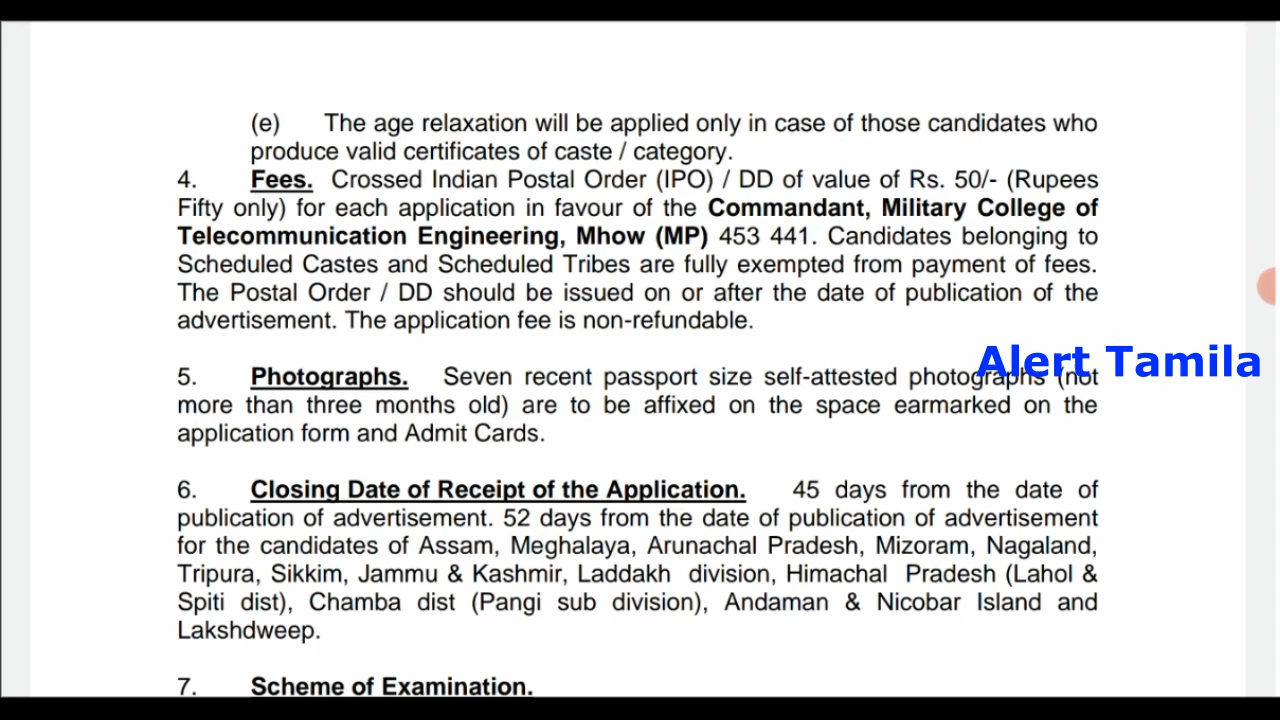 (e) The age relaxation will be applied only in case of those candidates who
produce valid certificates of caste / category.
4. Fees. Crossed Indian Postal Order (IPO) / DD of value of Rs. 50/- (Rupees
Fifty only) for each application in favour of the Commandant, Military College of
Telecommunication Engineering, Mhow (MP) 453 441. Candidates belonging to
Scheduled Castes and Scheduled Tribes are fully exempted from payment of fees.
The Postal Order / DD should be issued on or after the date of publication of the
advertisement. The application fee is non-refundable.
Alert Tamila
5. Photographs. Seven recent passport size self-attested photographs (not
more than three months old) are to be affixed on the space earmarked on the
application form and Admit Cards.
6. Closing Date of Receipt of the Application. 45 days from the date of
publication of advertisement. 52 days from the date of publication of advertisement
for the candidates of Assam, Meghalaya, Arunachal Pradesh, Mizoram, Nagaland,
Tripura, Sikkim, Jammu & Kashmir, Laddakh division, Himachal Pradesh (Lahol &
Spiti dist), Chamba dist (Pangi sub division), Andaman & Nicobar Island and
Lakshdweep.
7. Scheme of Examination.